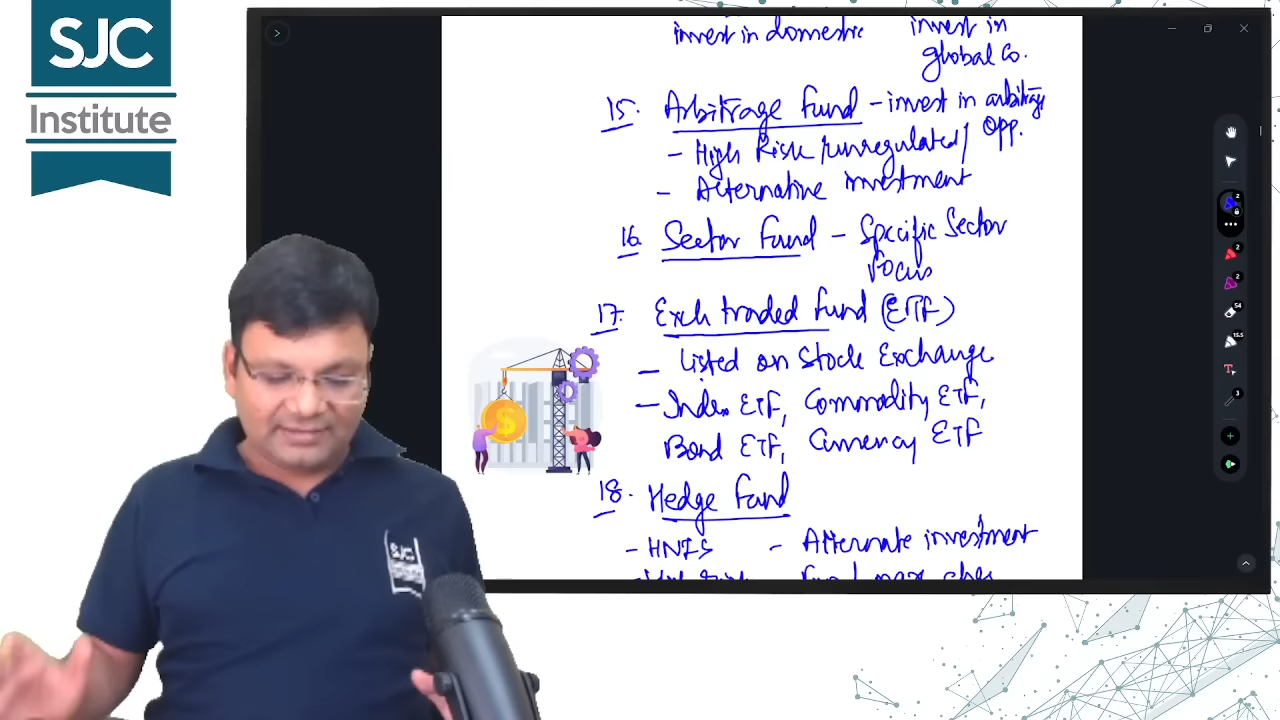 SJC
Institute
invest in domestic invest in
global Co.
15. Arbitrage Fund - invest in arbitrage
opp.
- High Risk / unregulated /
- Alternative investment
16. Sector Fund - Specific Sector
Focus
17. Exch traded Fund (ETF)
- Listed on Stock Exchange
- Index ETF, Commodity ETF,
Bond ETF, Currency ETF
18. Hedge Fund
- HNIS - Alternate investment
SJC